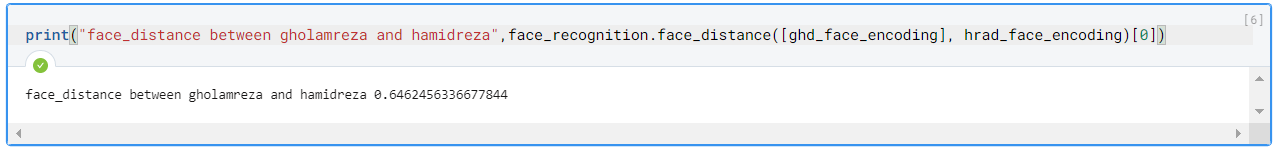 [6]
print("face_distance between gholamreza and hamidreza",face_recognition.face_distance([ghd_face_encoding], hrad_face_encoding)[0])
face_distance between gholamreza and hamidreza 0.6462456336677844